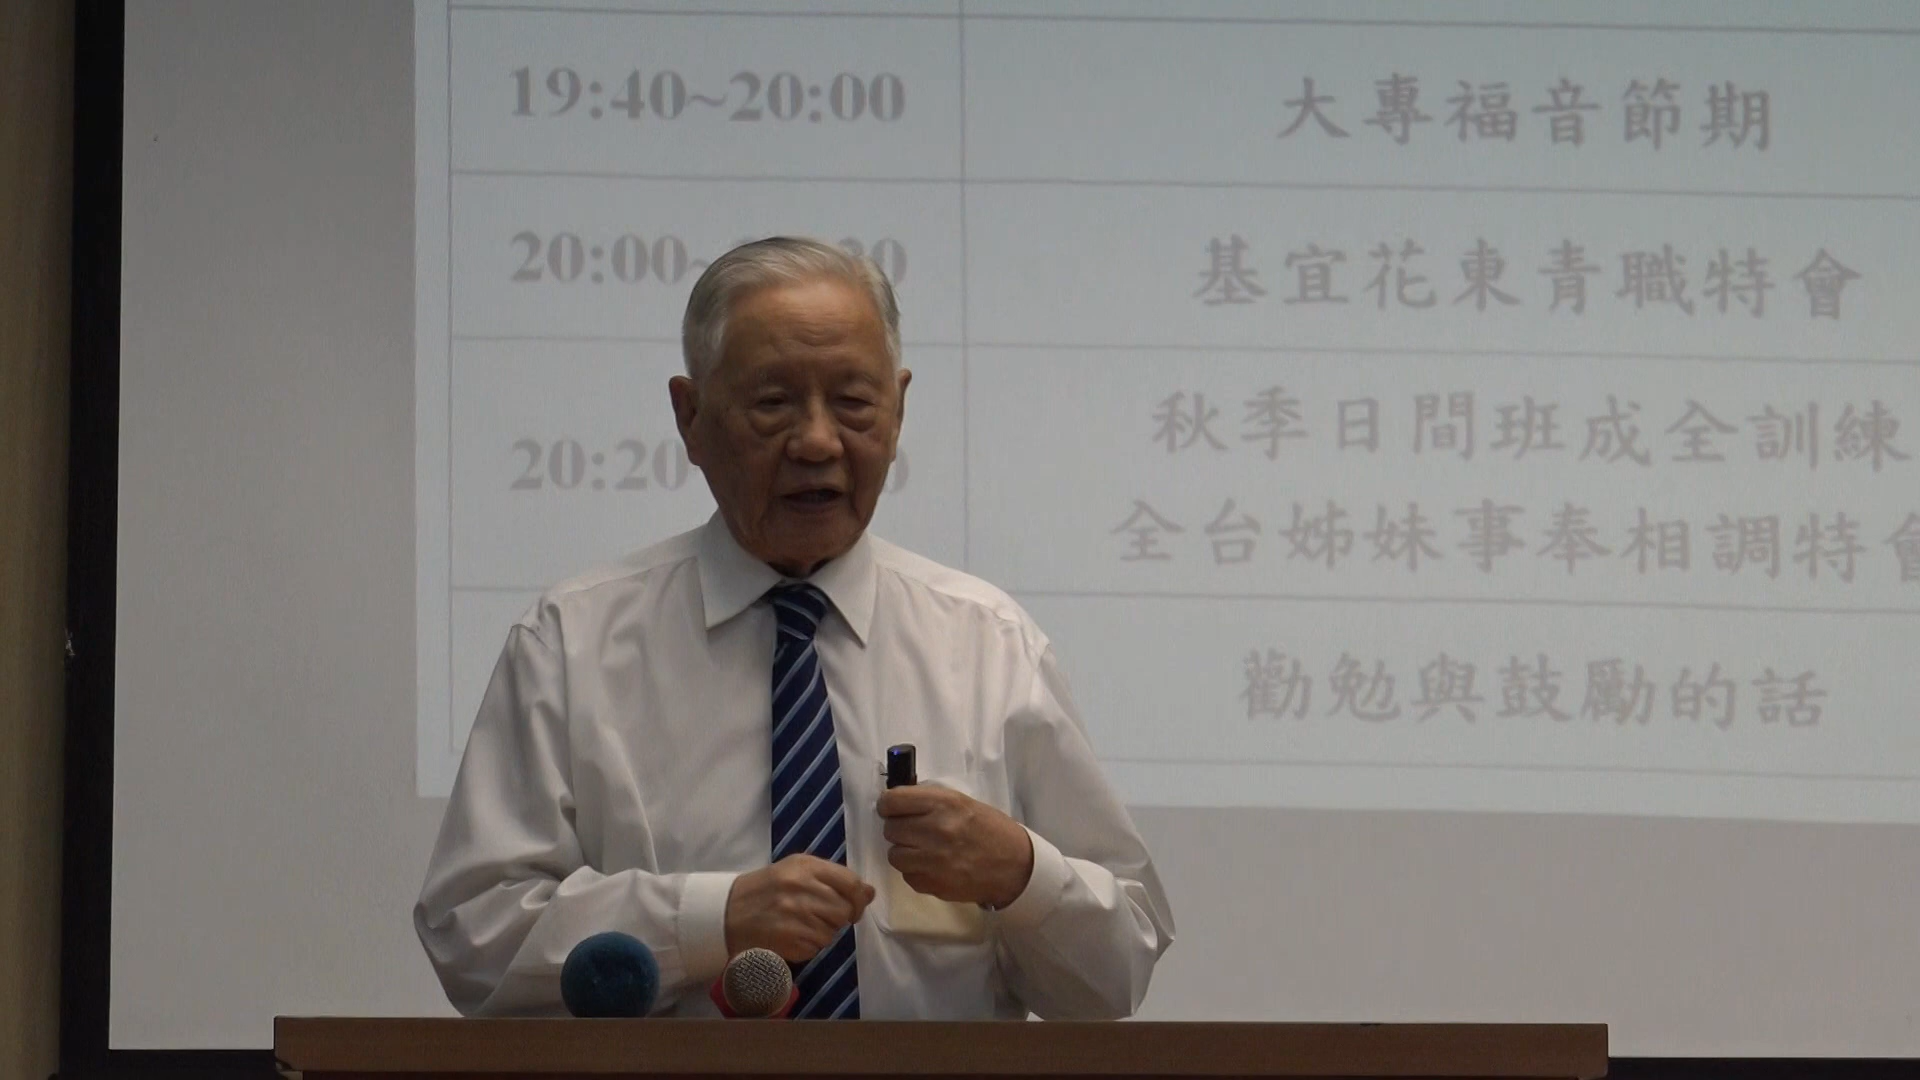 19:40~20:00 大專福音節期
20:00~ 基宜花東青職特會
秋季日間班成全訓練
20:20
全台姊妹事奉相調特會
勸勉與鼓勵的話